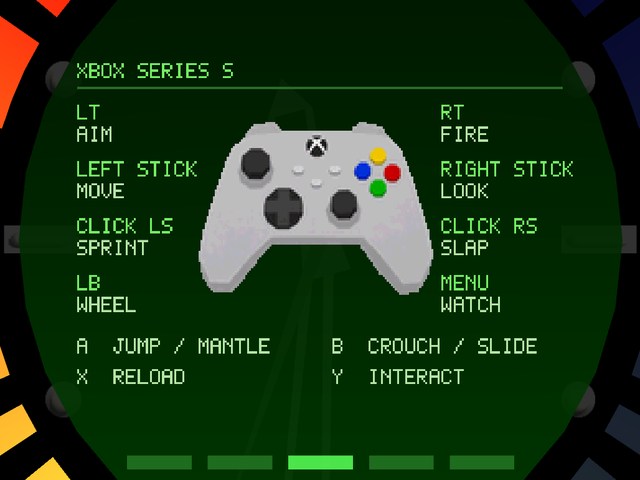 XBOX SERIES S
LT
AIM
RT
FIRE
LEFT STICK
MOVE
RIGHT STICK
LOOK
CLICK LS
SPRINT
CLICK RS
SLAP
LB
WHEEL
MENU
WATCH
A JUMP / MANTLE
B CROUCH / SLIDE
X RELOAD
Y INTERACT